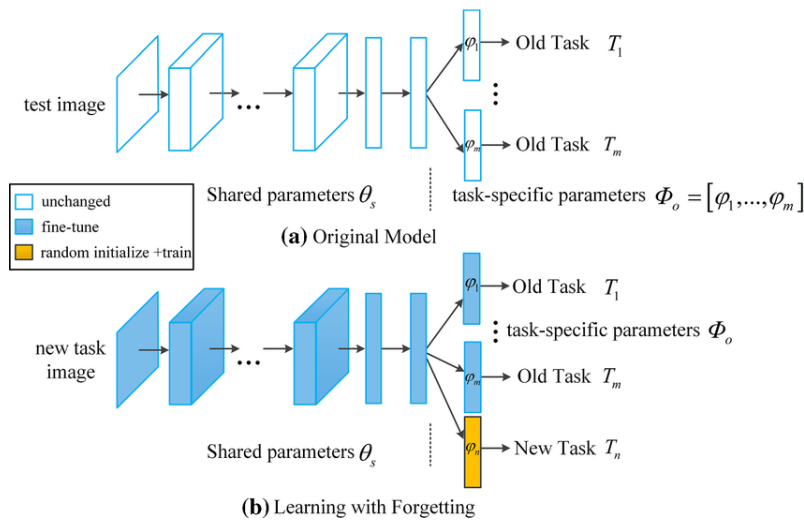 φ₁
Old Task T₁
test image
...
⋮
φₘ
Old Task Tₘ
Shared parameters θₛ
task-specific parameters Φₒ = [φ₁,...,φₘ]
unchanged
fine-tune
random initialize +train
(a) Original Model
φ₁
Old Task T₁
new task
image
...
⋮ task-specific parameters Φₒ
φₘ
Old Task Tₘ
φₙ
New Task Tₙ
Shared parameters θₛ
(b) Learning with Forgetting